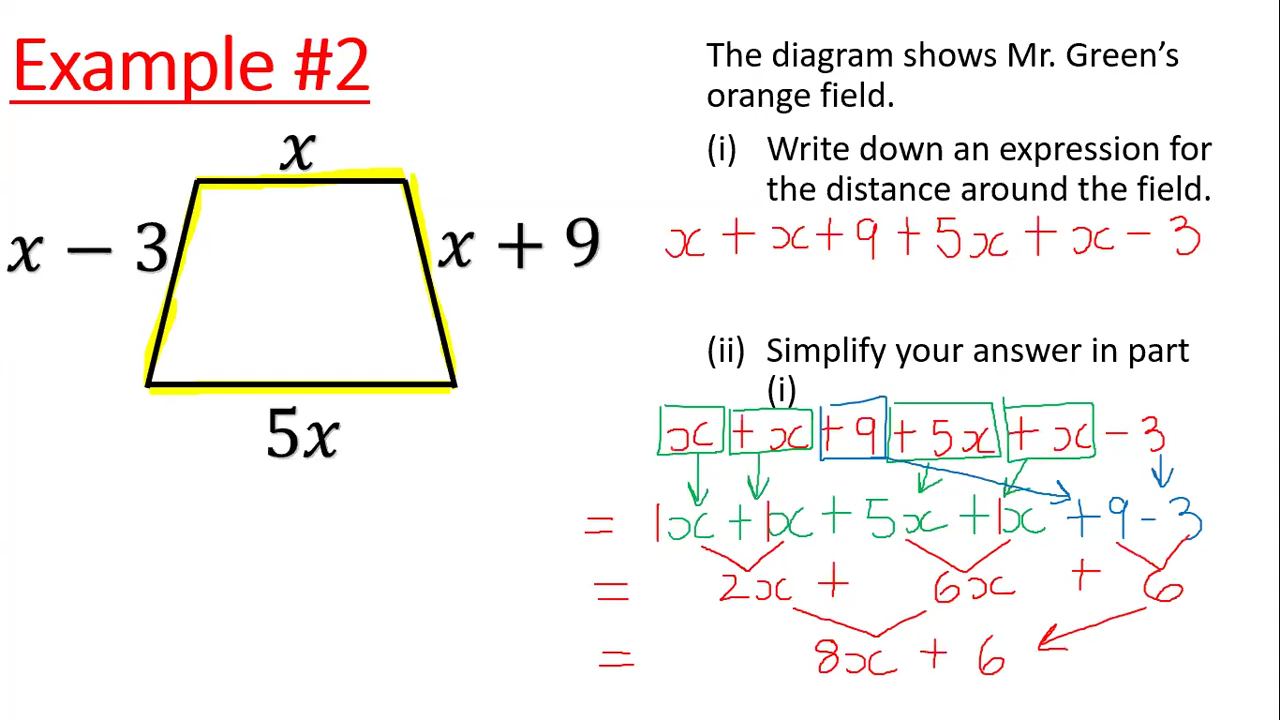 Example #2
x
x − 3
x + 9
5x
The diagram shows Mr. Green's
orange field.
(i) Write down an expression for
the distance around the field.
x + x + 9 + 5x + x − 3
(ii) Simplify your answer in part
(i)
x + x + 9 + 5x + x − 3
= 1x + 1x + 5x + 1x + 9 − 3
= 2x + 6x + 6
= 8x + 6